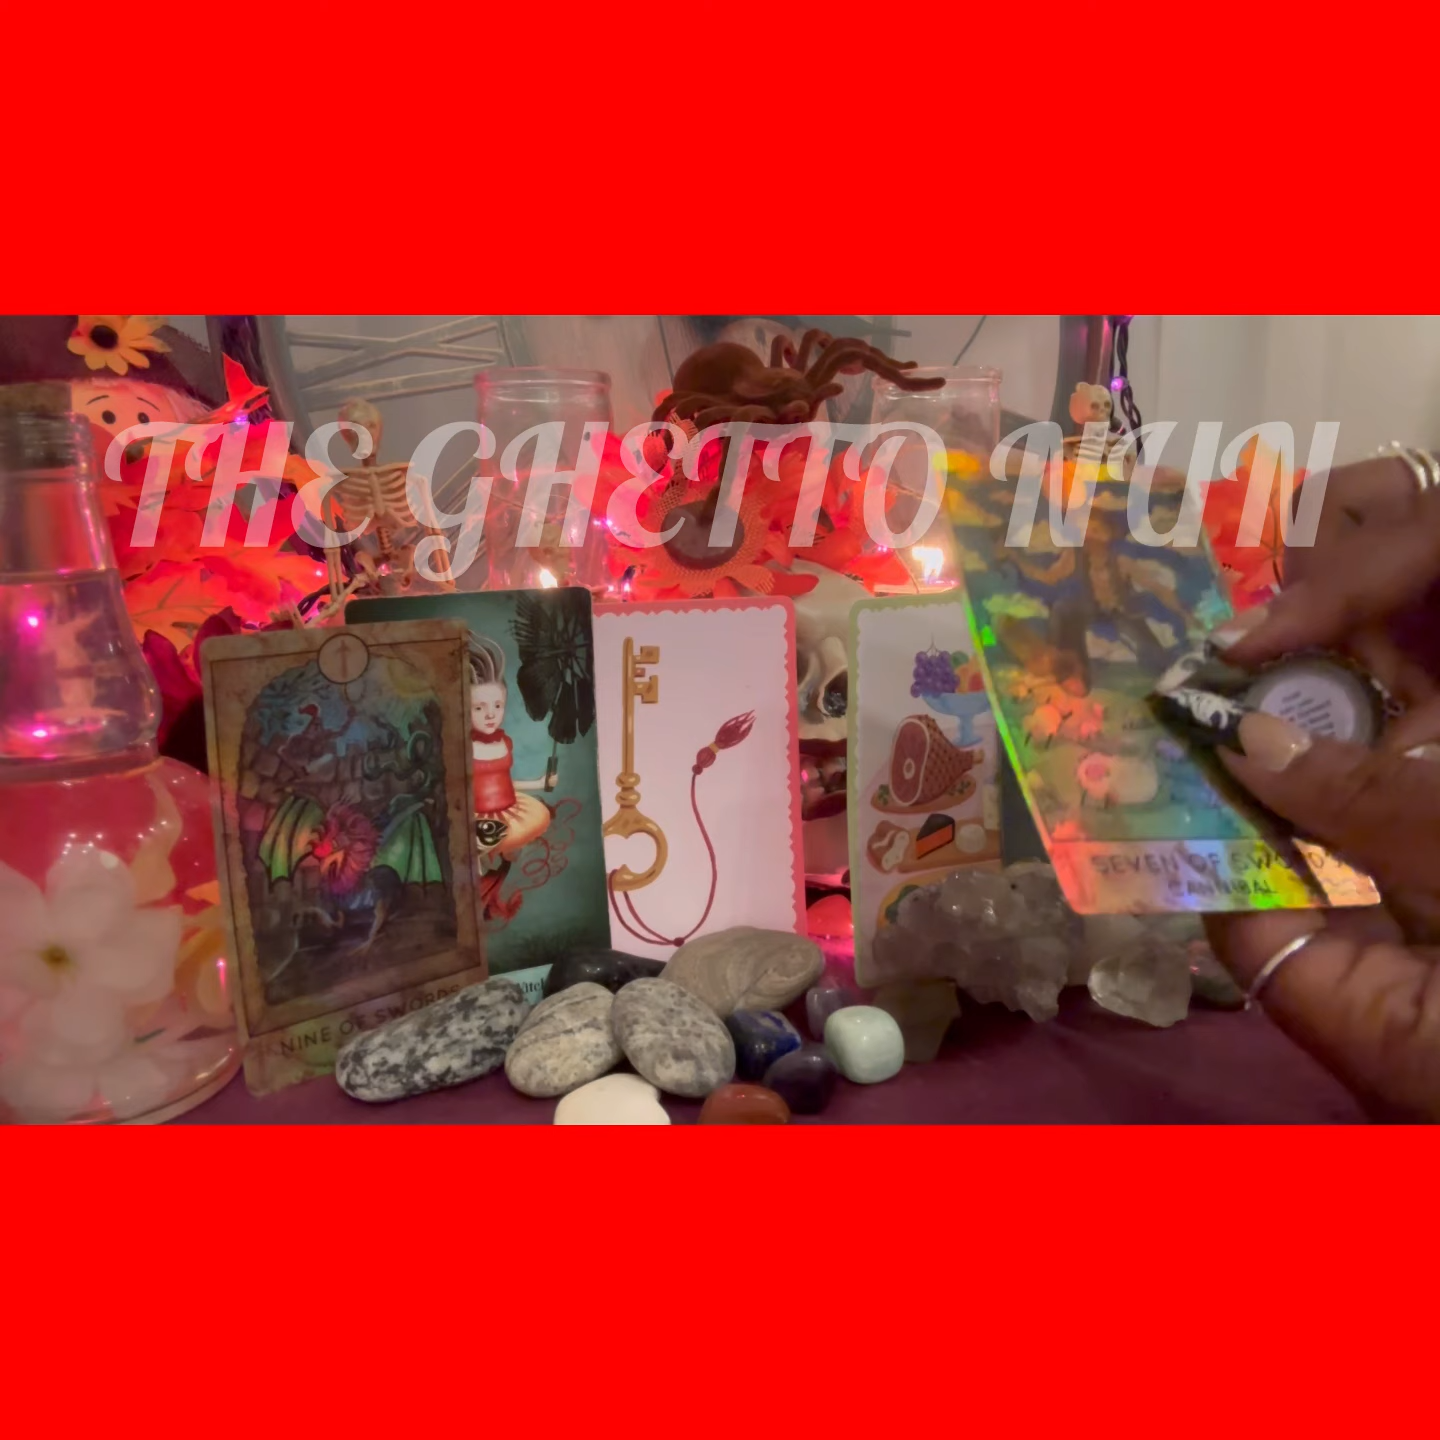 THE GHETTO NUN
NINE OF SWORDS
SEVEN OF SWORDS
CANNIBAL